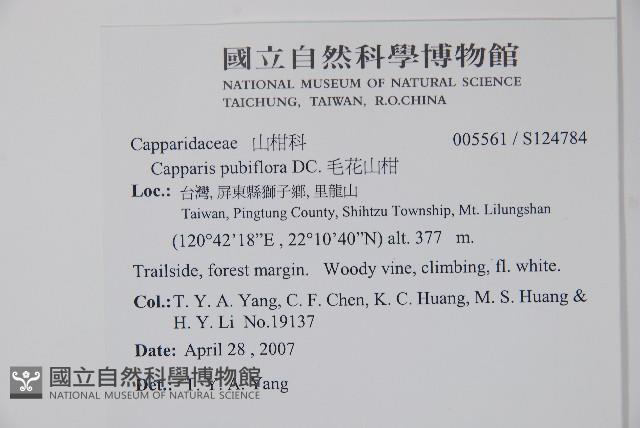 國立自然科學博物館
NATIONAL MUSEUM OF NATURAL SCIENCE
TAICHUNG, TAIWAN, R.O.CHINA
Capparidaceae 山柑科 005561 / S124784
Capparis pubiflora DC. 毛花山柑
Loc.: 台灣, 屏東縣獅子鄉, 里龍山
Taiwan, Pingtung County, Shihtzu Township, Mt. Lilungshan
(120°42'18”E , 22°10'40”N) alt. 377 m.
Trailside, forest margin. Woody vine, climbing, fl. white.
Col.: T. Y. A. Yang, C. F. Chen, K. C. Huang, M. S. Huang &
H. Y. Li No.19137
Date: April 28 , 2007
Det.: T. Y. A. Yang
國立自然科學博物館
NATIONAL MUSEUM OF NATURAL SCIENCE